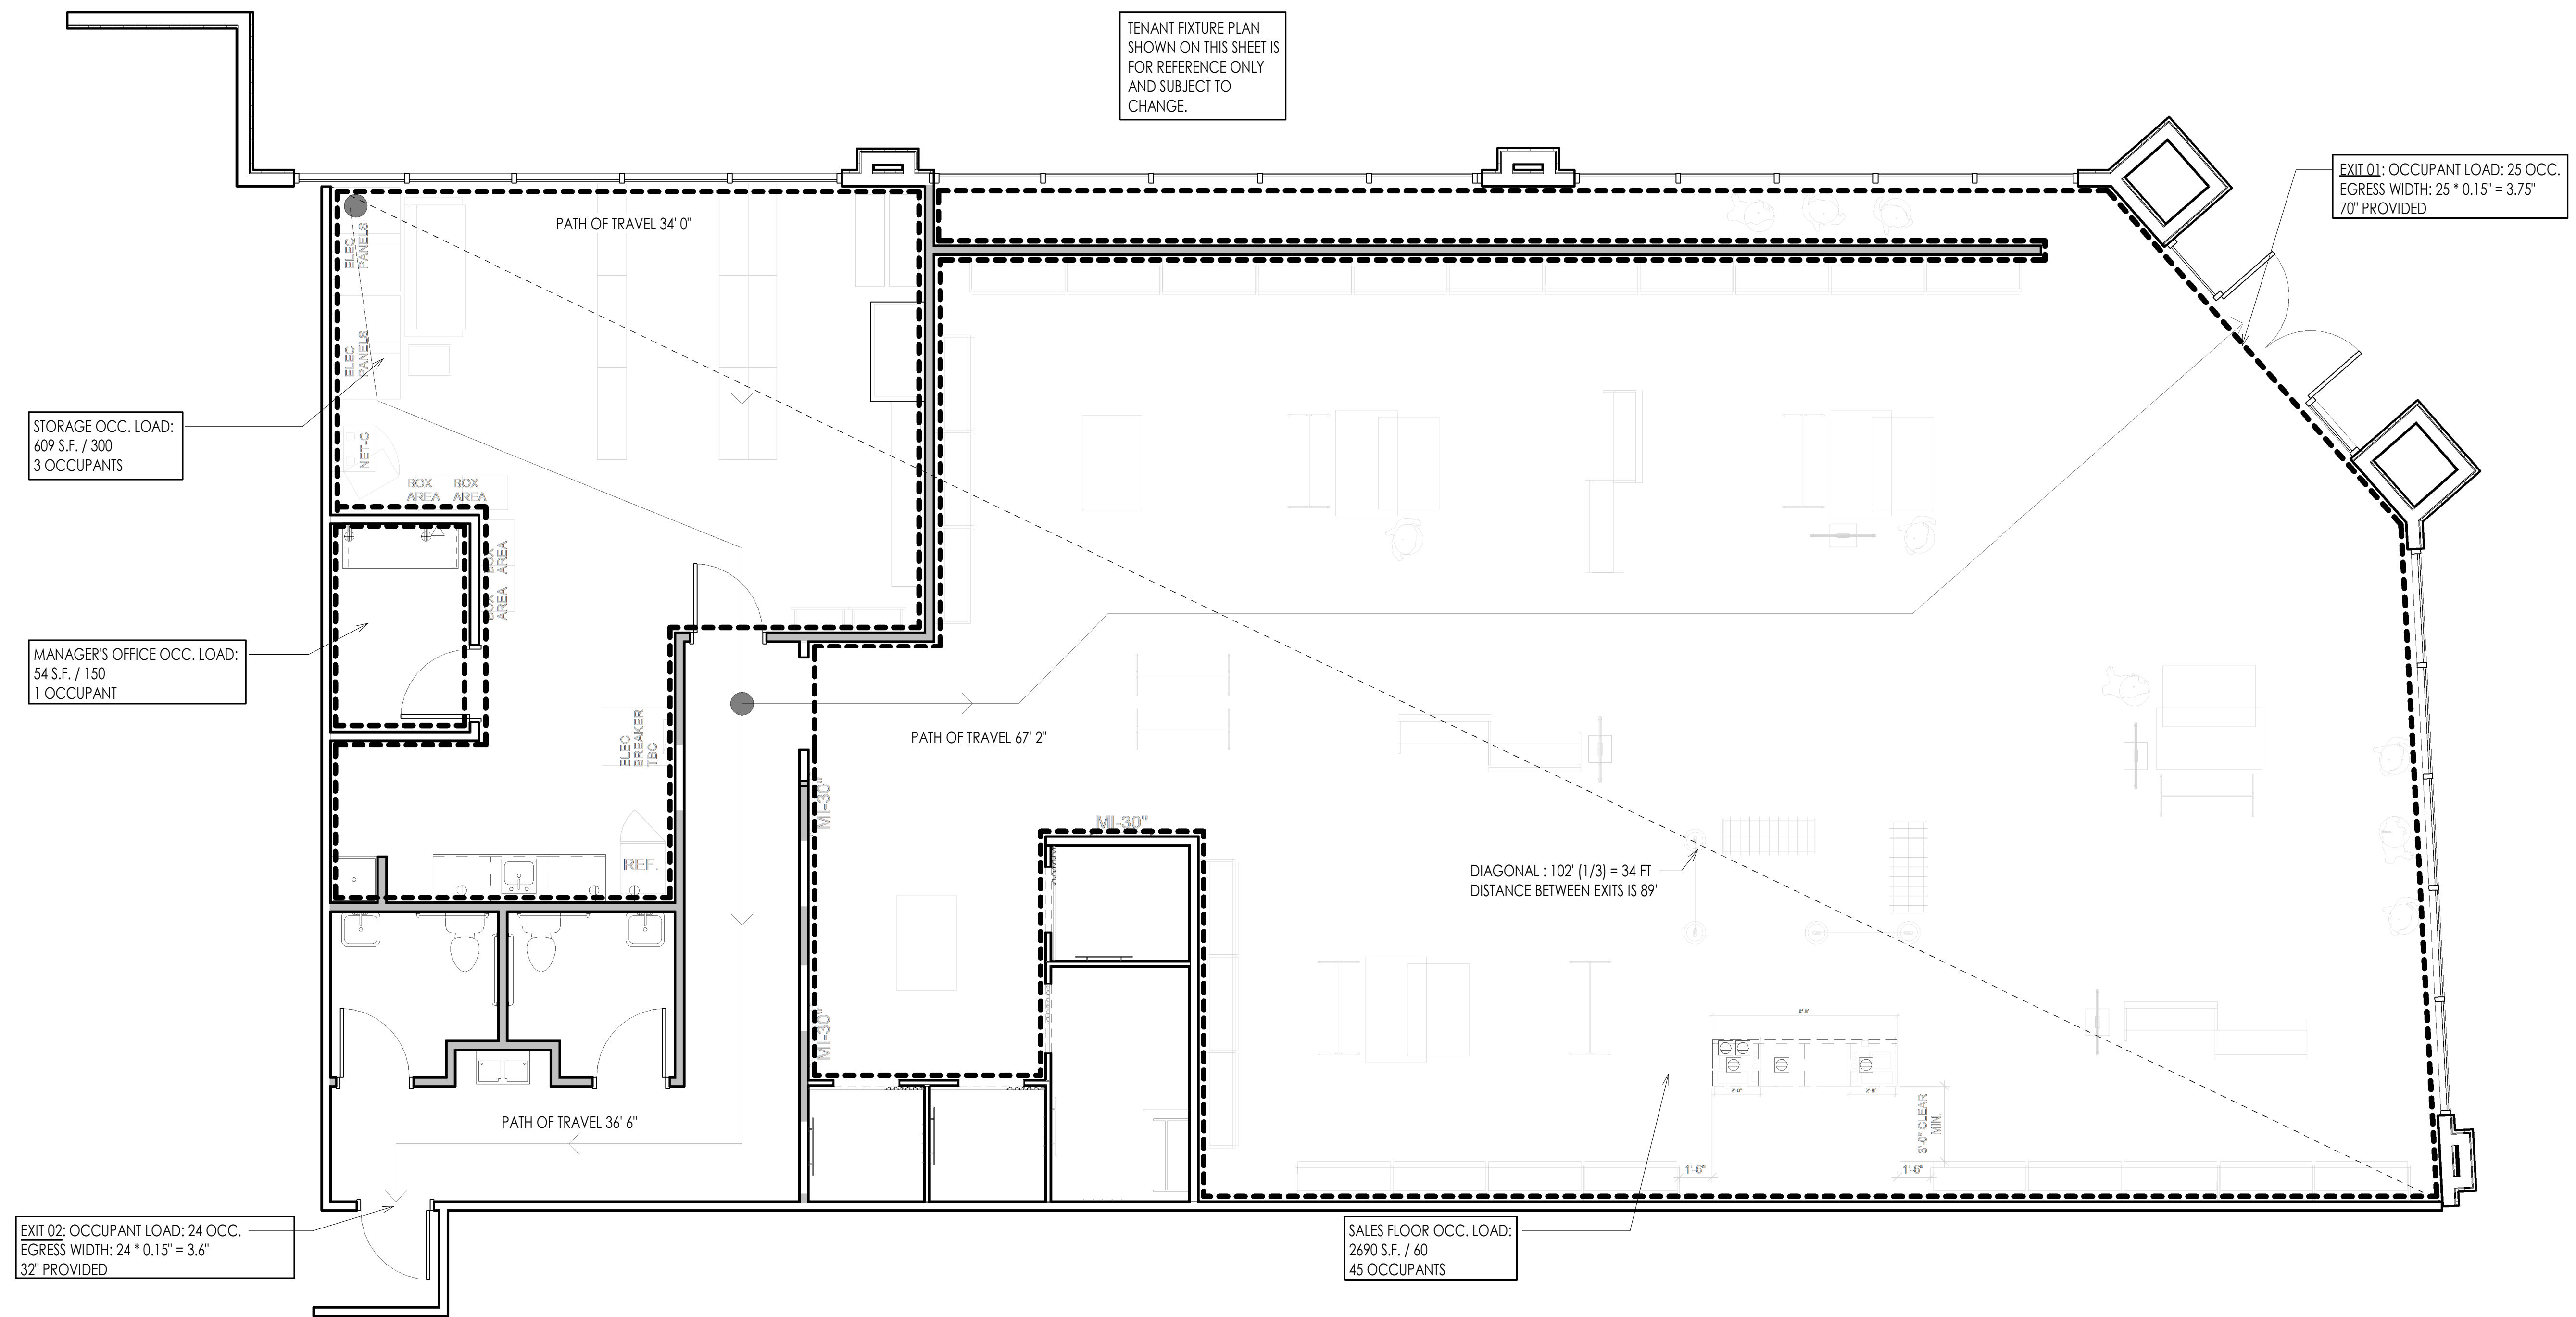 TENANT FIXTURE PLAN
SHOWN ON THIS SHEET IS
FOR REFERENCE ONLY
AND SUBJECT TO
CHANGE.
EXIT 01: OCCUPANT LOAD: 25 OCC.
EGRESS WIDTH: 25 * 0.15" = 3.75"
70" PROVIDED
PATH OF TRAVEL 34' 0"
ELEC
PANELS
ELEC
PANELS
STORAGE OCC. LOAD:
609 S.F. / 300
3 OCCUPANTS
NET-C
BOX
AREA
BOX
AREA
BOX
AREA
BOX
AREA
MANAGER'S OFFICE OCC. LOAD:
54 S.F. / 150
1 OCCUPANT
ELEC
BREAKER
TBC
PATH OF TRAVEL 67' 2"
MI-30"
MI-30"
REF.
DIAGONAL : 102' (1/3) = 34 FT
DISTANCE BETWEEN EXITS IS 89'
MI-30"
3'-0" CLEAR
MIN.
PATH OF TRAVEL 36' 6"
1'-6"
1'-6"
EXIT 02: OCCUPANT LOAD: 24 OCC.
EGRESS WIDTH: 24 * 0.15" = 3.6"
32" PROVIDED
SALES FLOOR OCC. LOAD:
2690 S.F. / 60
45 OCCUPANTS